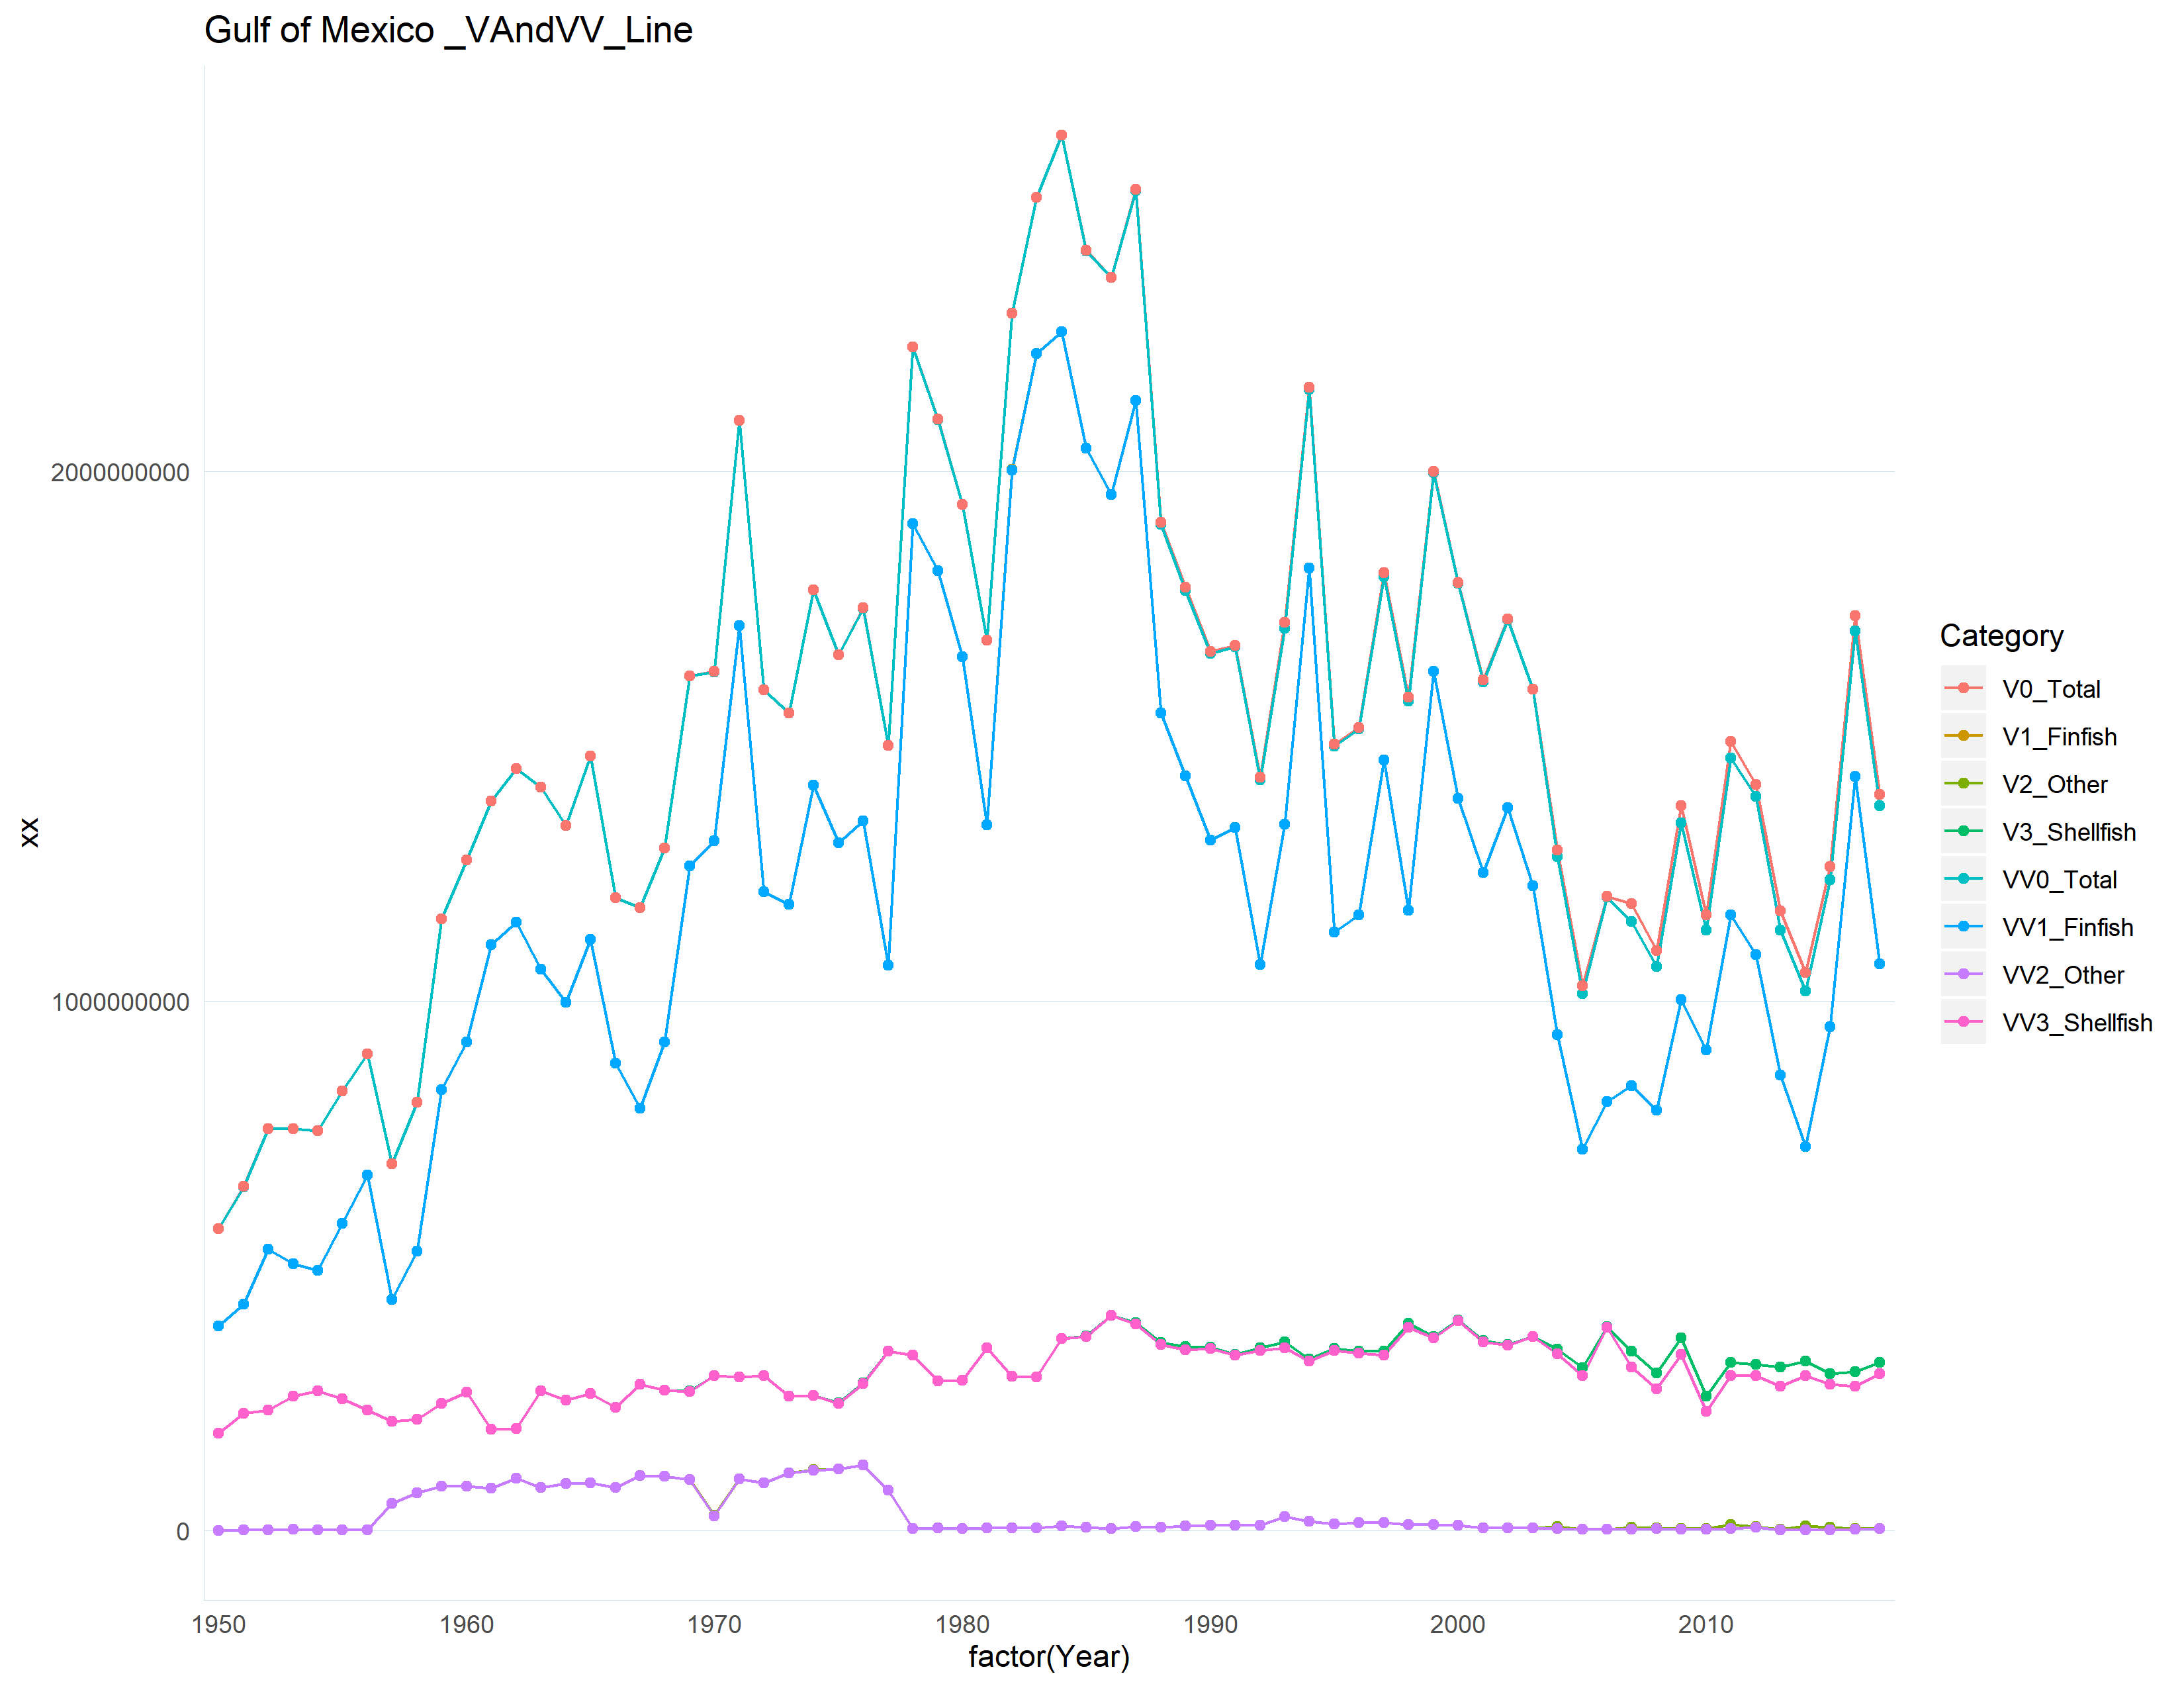 Gulf of Mexico _VAndVV_Line
xx
2000000000
1000000000
0
1950 1960 1970 1980 1990 2000 2010
factor(Year)
Category
V0_Total
V1_Finfish
V2_Other
V3_Shellfish
VV0_Total
VV1_Finfish
VV2_Other
VV3_Shellfish